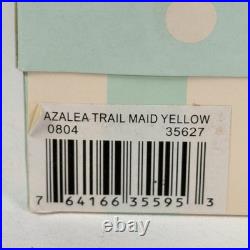 AZALEA TRAIL MAID YELLOW
0804 35627
7 64166 35595 3